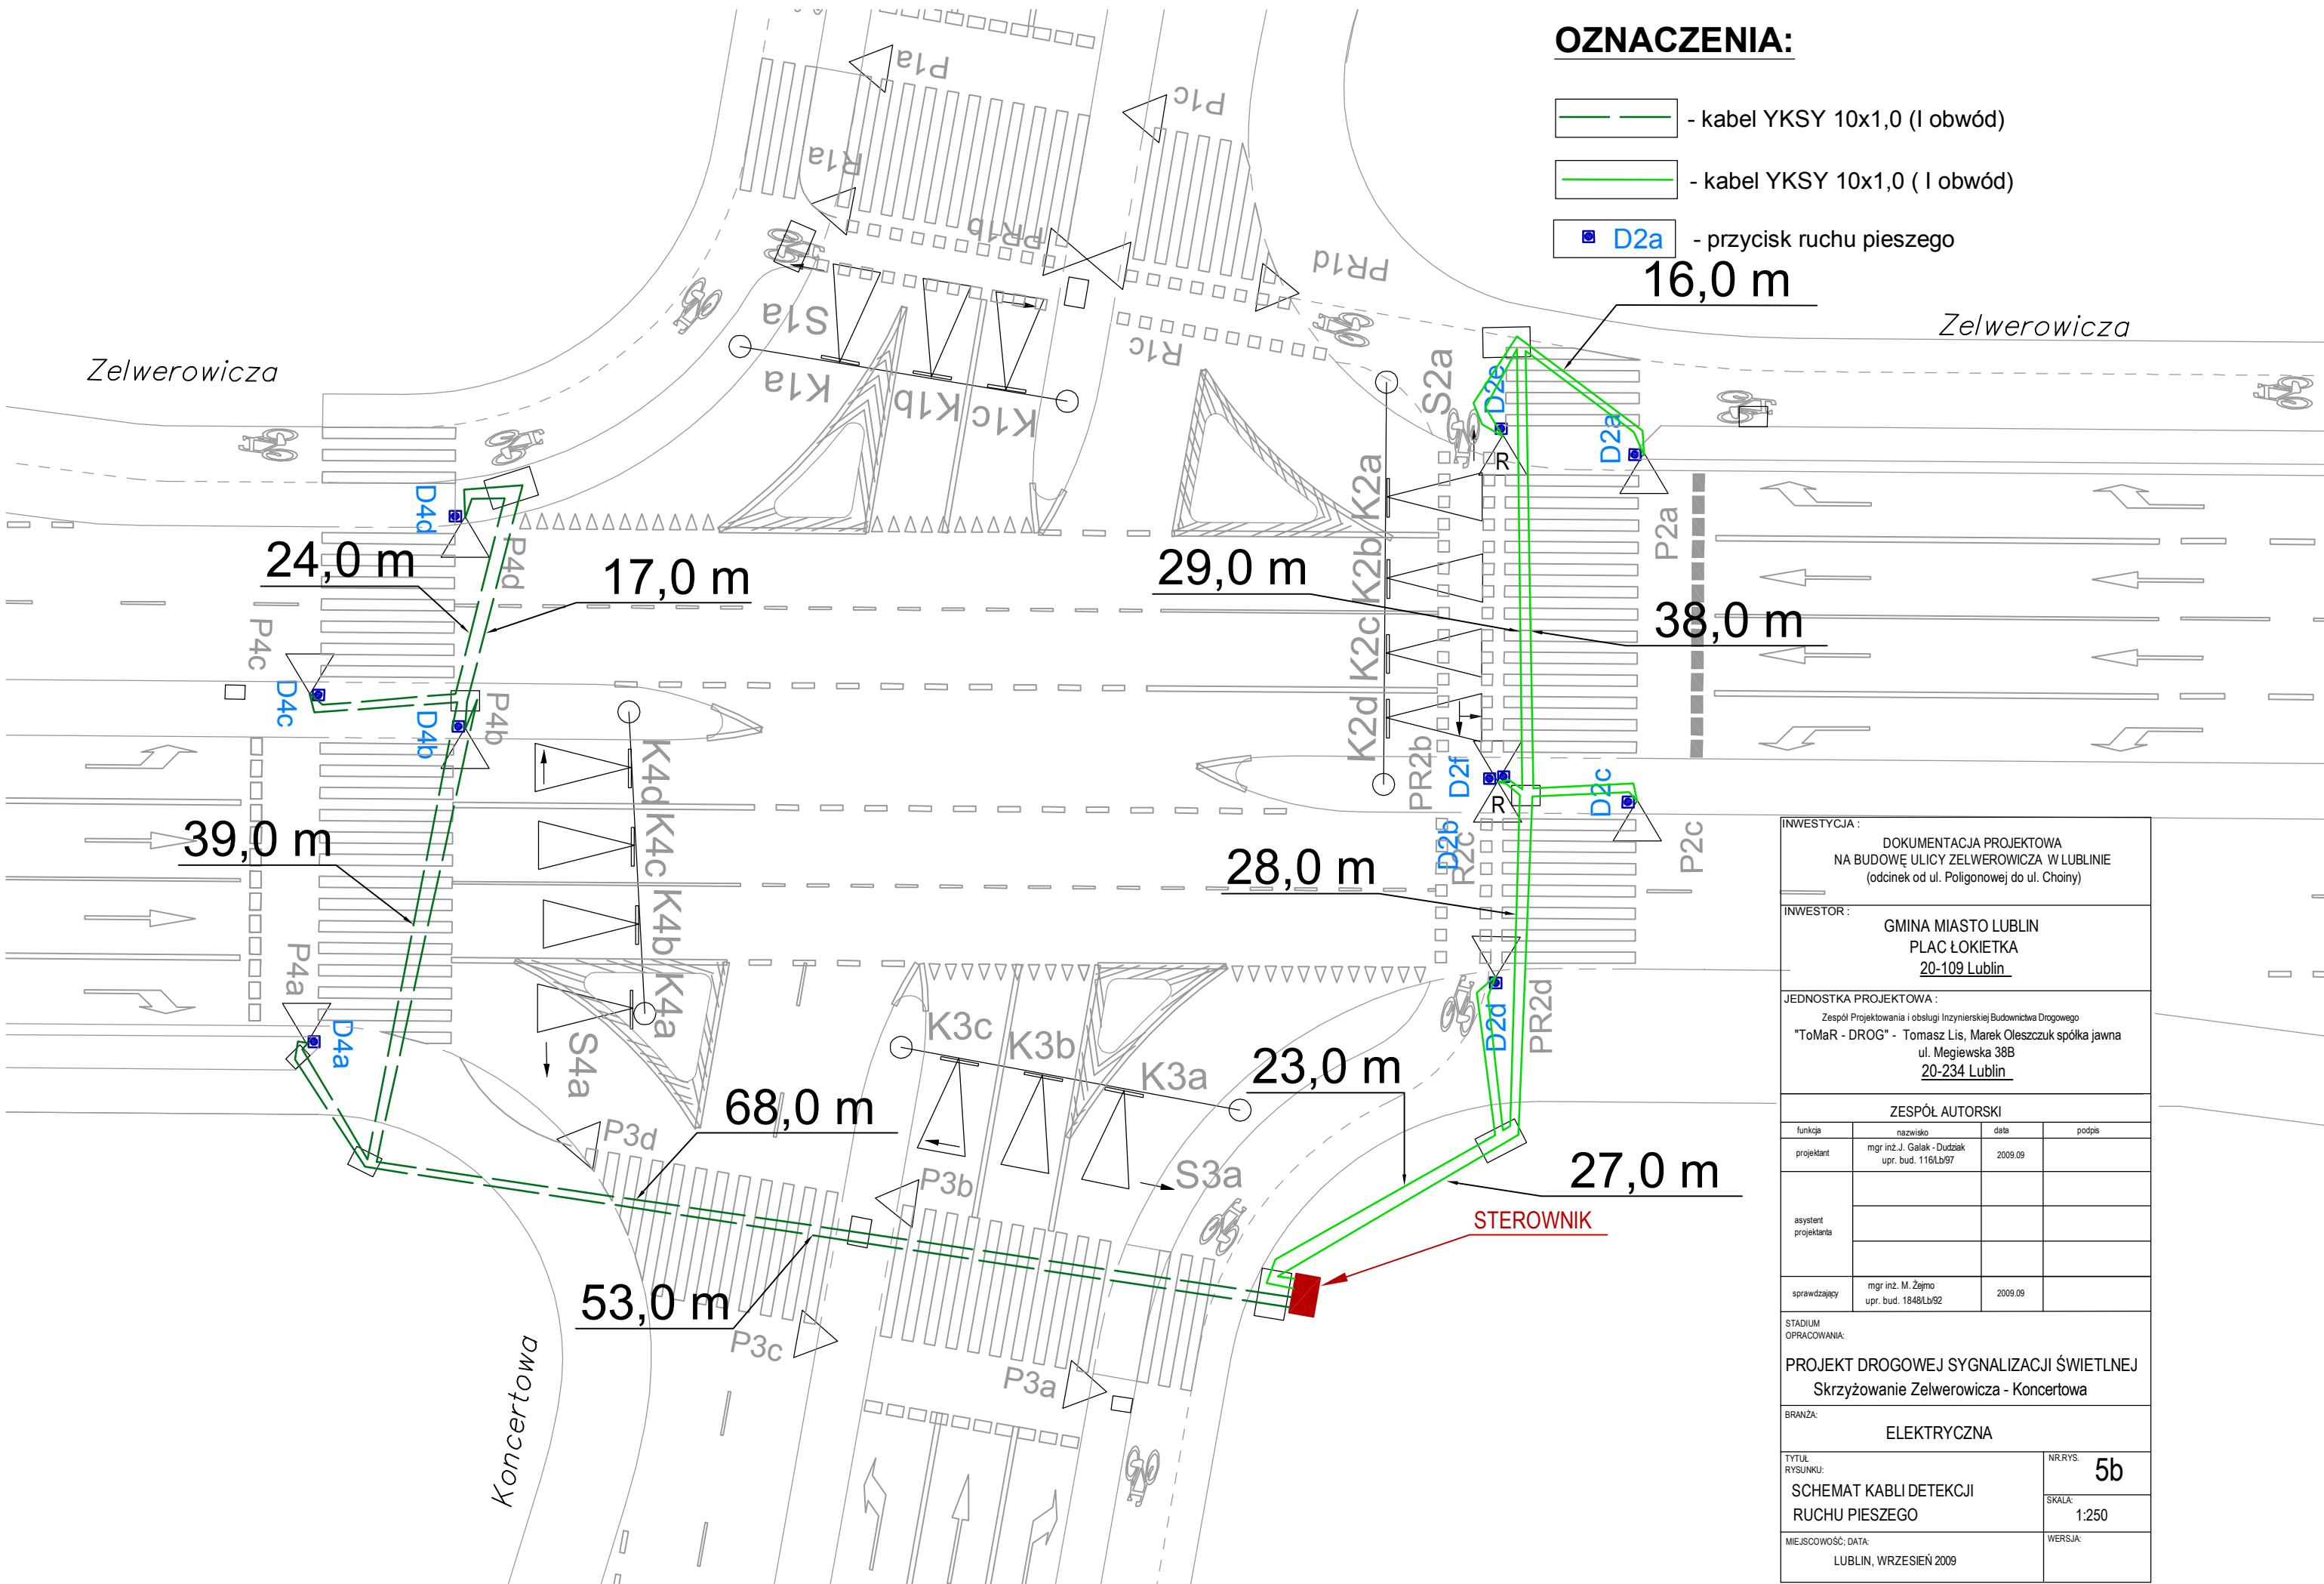 OZNACZENIA:
- kabel YKSY 10x1,0 (I obwód)
- kabel YKSY 10x1,0 ( I obwód)
D2a - przycisk ruchu pieszego
P1a
P1c
R1a
PR1b
PR1d
S1a
R1c
K1a
K1b
K1c
16,0 m
Zelwerowicza
Zelwerowicza
S2a
D2e
R
D2a
K2a
P2a
D4d
P4d
24,0 m
17,0 m
29,0 m
K2b
38,0 m
K2c
P4c
D4c
D4b
P4b
K2d
PR2b
D2f
D2c
R
D2b
R2c
P2c
K4d
K4c
K4b
K4a
39,0 m
28,0 m
P4a
D4a
S4a
K3c
K3b
K3a
D2d
PR2d
23,0 m
68,0 m
P3d
P3b
S3a
27,0 m
STEROWNIK
53,0 m
P3c
P3a
Koncertowa
INWESTYCJA :
DOKUMENTACJA PROJEKTOWA
NA BUDOWĘ ULICY ZELWEROWICZA W LUBLINIE
(odcinek od ul. Poligonowej do ul. Choiny)
INWESTOR :
GMINA MIASTO LUBLIN
PLAC ŁOKIETKA
20-109 Lublin
JEDNOSTKA PROJEKTOWA :
Zespół Projektowania i obsługi Inzynierskiej Budownictwa Drogowego
"ToMaR - DROG" - Tomasz Lis, Marek Oleszczuk spółka jawna
ul. Megiewska 38B
20-234 Lublin
ZESPÓŁ AUTORSKI
funkcja nazwisko data podpis
projektant mgr inż.J. Galak - Dudziak 2009.09
upr. bud. 116/Lb/97
asystent
projektanta
sprawdzający mgr inż. M. Żejmo 2009.09
upr. bud. 1848/Lb/92
STADIUM
OPRACOWANIA:
PROJEKT DROGOWEJ SYGNALIZACJI ŚWIETLNEJ
Skrzyżowanie Zelwerowicza - Koncertowa
BRANŻA:
ELEKTRYCZNA
TYTUŁ
RYSUNKU:
SCHEMAT KABLI DETEKCJI
RUCHU PIESZEGO
NR.RYS. 5b
SKALA:
1:250
MIEJSCOWOŚĆ; DATA:
LUBLIN, WRZESIEŃ 2009
WERSJA: